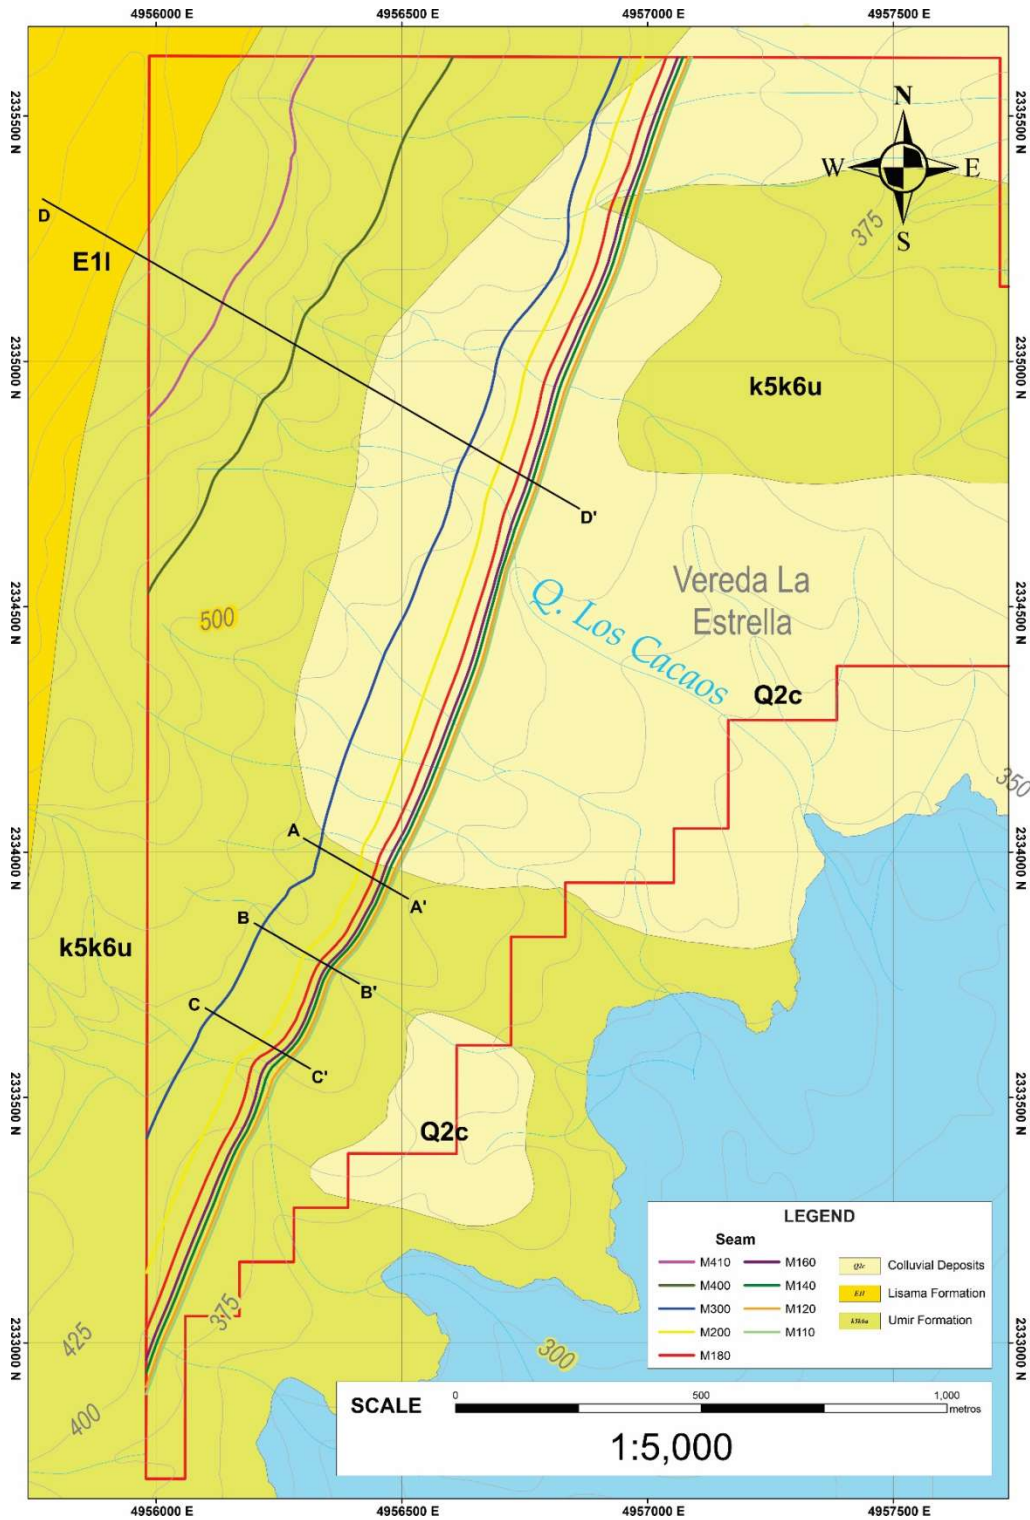 4956000 E
4956500 E
4957000 E
4957500 E
2335500 N
2335500 N
N
W
E
S
D
375
E1l
2335000 N
2335000 N
k5k6u
D'
2334500 N
2334500 N
500
Vereda La
Estrella
Q. Los Cacaos
Q2c
350
A
2334000 N
2334000 N
A'
B
k5k6u
B'
C
C'
2333500 N
2333500 N
Q2c
LEGEND
Seam
M410
M160
Q2c
Colluvial Deposits
M400
M140
E1l
Lisama Formation
M300
M120
k5k6u
Umir Formation
M200
M110
M180
375
425
2333000 N
2333000 N
300
400
SCALE
0
500
1,000
metros
1:5,000
4956000 E
4956500 E
4957000 E
4957500 E